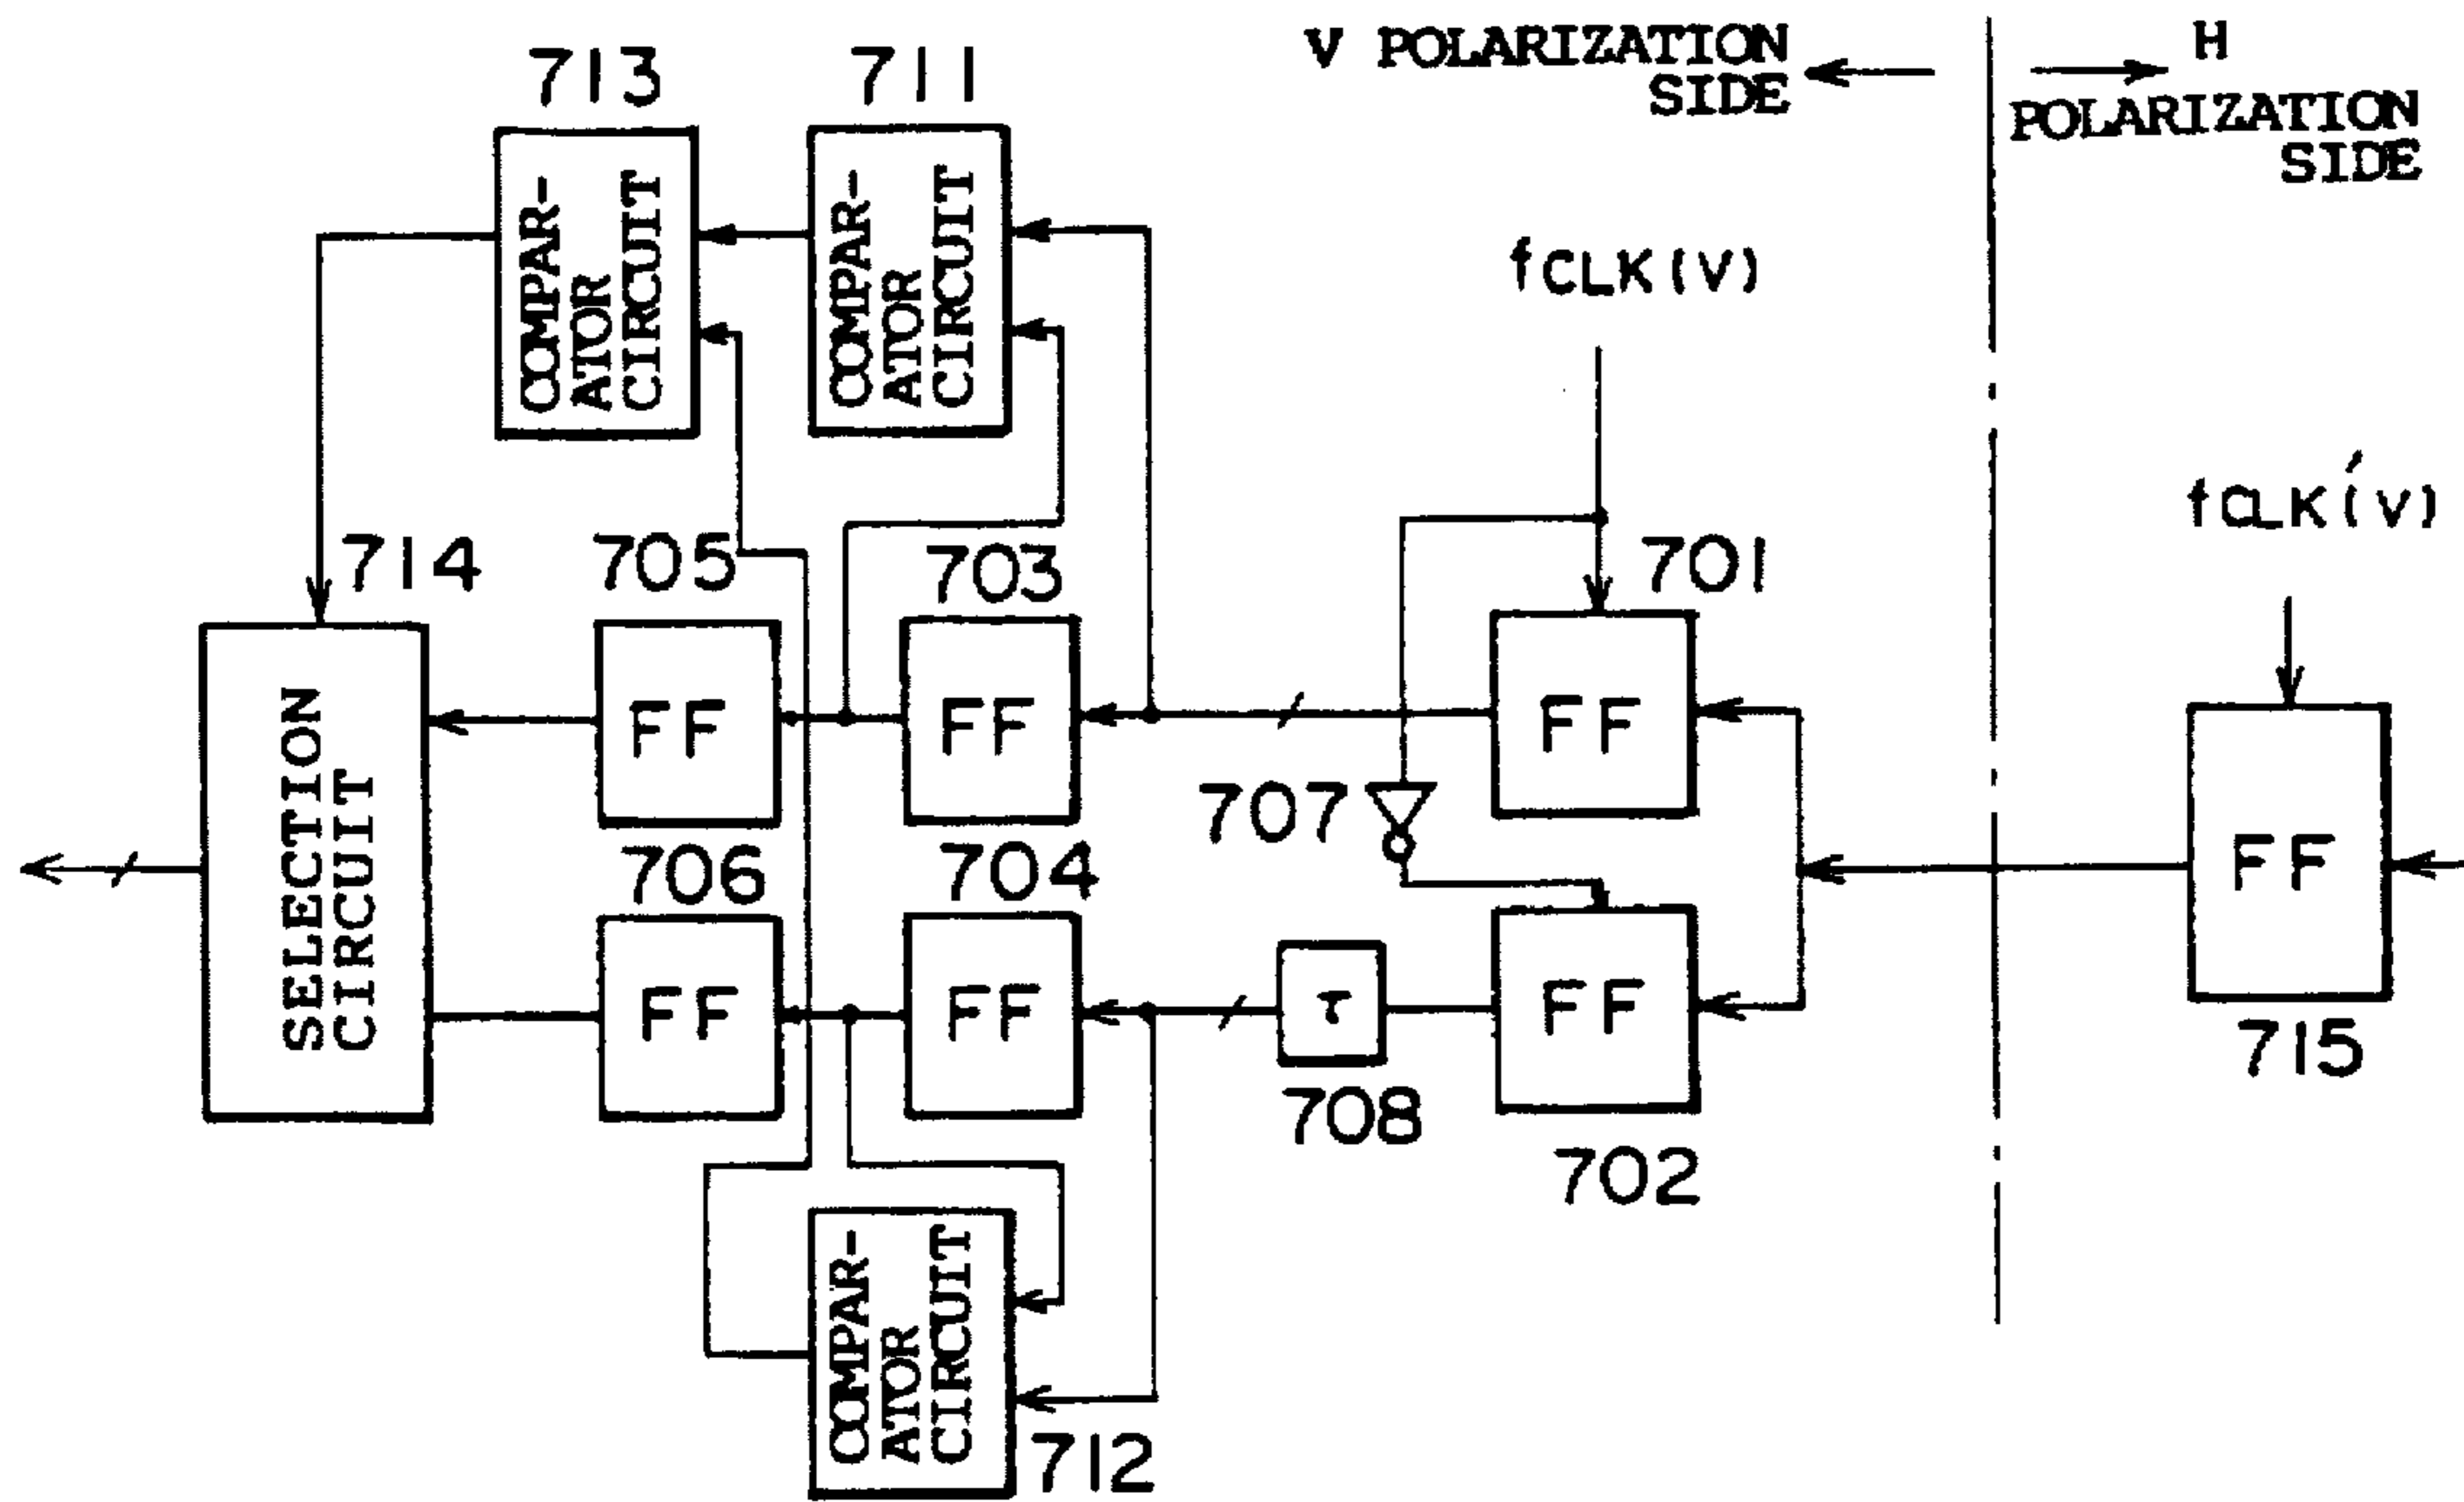 V POLARIZATION
SIDE
H
POLARIZATION
SIDE
713
711
COMPAR-
ATOR
CIRCUIT
COMPAR-
ATOR
CIRCUIT
fCLK(V)
fCLK'(V)
714
705
703
701
SELECTION
CIRCUIT
FF
FF
FF
FF
707
706
704
FF
FF
τ
FF
715
708
702
COMPAR-
ATOR
CIRCUIT
712